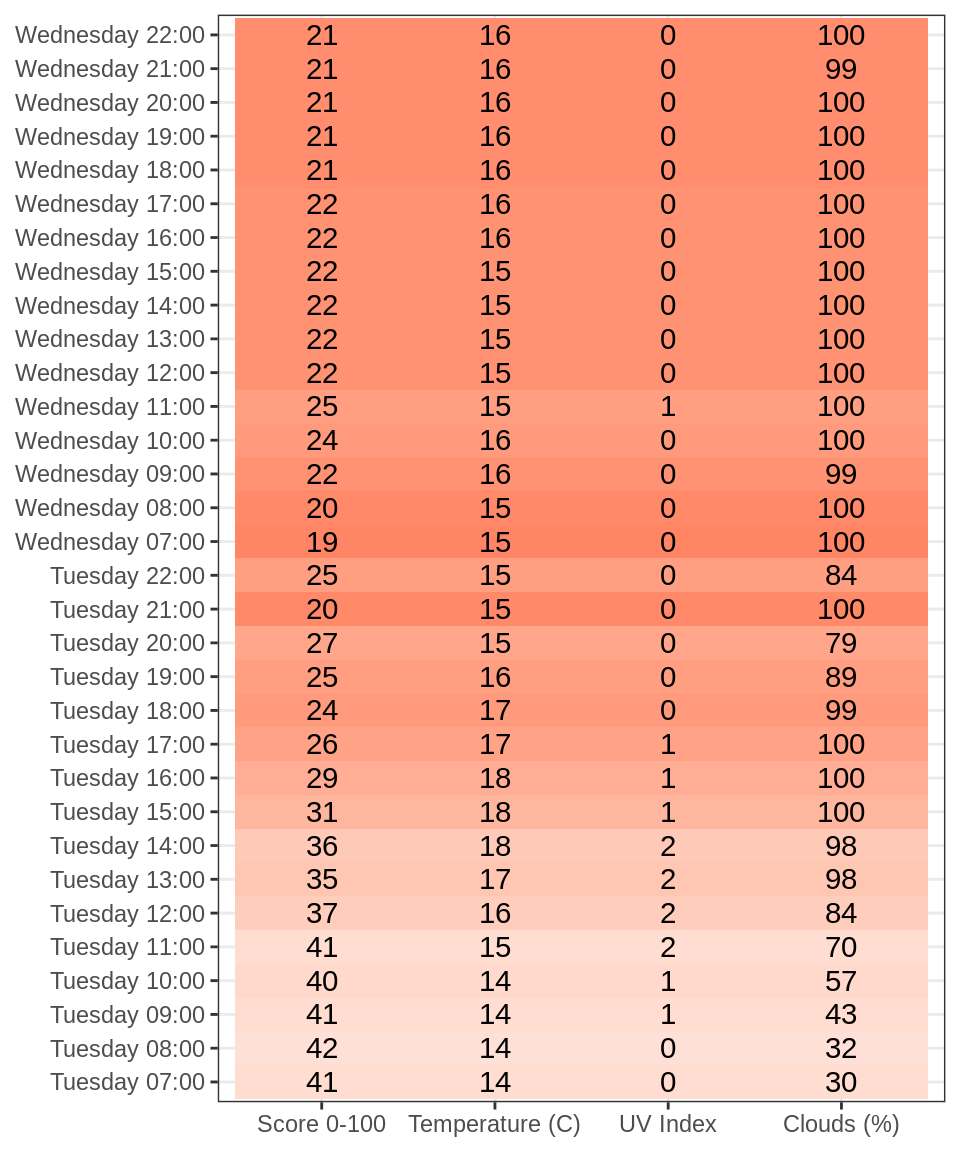 Wednesday 22:00 21 16 0 100
Wednesday 21:00 21 16 0 99
Wednesday 20:00 21 16 0 100
Wednesday 19:00 21 16 0 100
Wednesday 18:00 21 16 0 100
Wednesday 17:00 22 16 0 100
Wednesday 16:00 22 16 0 100
Wednesday 15:00 22 15 0 100
Wednesday 14:00 22 15 0 100
Wednesday 13:00 22 15 0 100
Wednesday 12:00 22 15 0 100
Wednesday 11:00 25 15 1 100
Wednesday 10:00 24 16 0 100
Wednesday 09:00 22 16 0 99
Wednesday 08:00 20 15 0 100
Wednesday 07:00 19 15 0 100
Tuesday 22:00 25 15 0 84
Tuesday 21:00 20 15 0 100
Tuesday 20:00 27 15 0 79
Tuesday 19:00 25 16 0 89
Tuesday 18:00 24 17 0 99
Tuesday 17:00 26 17 1 100
Tuesday 16:00 29 18 1 100
Tuesday 15:00 31 18 1 100
Tuesday 14:00 36 18 2 98
Tuesday 13:00 35 17 2 98
Tuesday 12:00 37 16 2 84
Tuesday 11:00 41 15 2 70
Tuesday 10:00 40 14 1 57
Tuesday 09:00 41 14 1 43
Tuesday 08:00 42 14 0 32
Tuesday 07:00 41 14 0 30
Score 0-100 Temperature (C) UV Index Clouds (%)